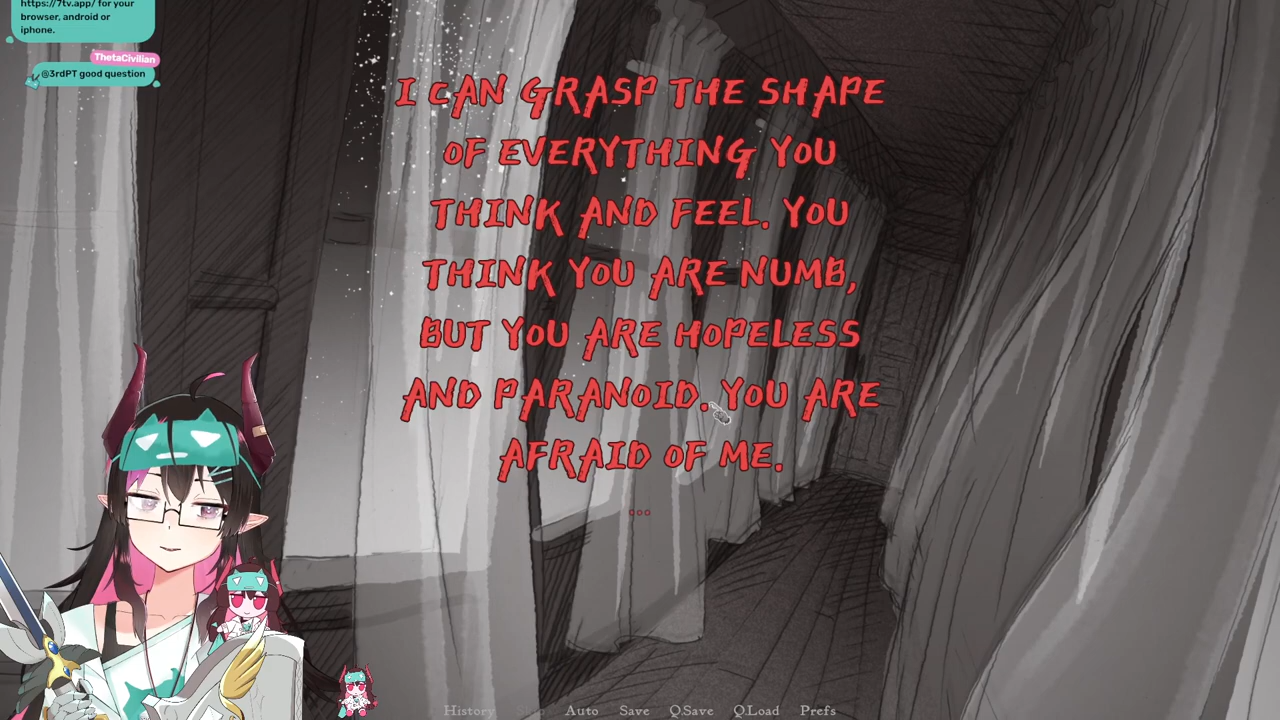 https://7tv.app/ for your
browser, android or
iphone.
ThetaCivilian
@3rdPT good question
I CAN GRASP THE SHAPE
OF EVERYTHING YOU
THINK AND FEEL. YOU
THINK YOU ARE NUMB,
BUT YOU ARE HOPELESS
AND PARANOID. YOU ARE
AFRAID OF ME.
...
History Skip Auto Save Q.Save Q.Load Prefs